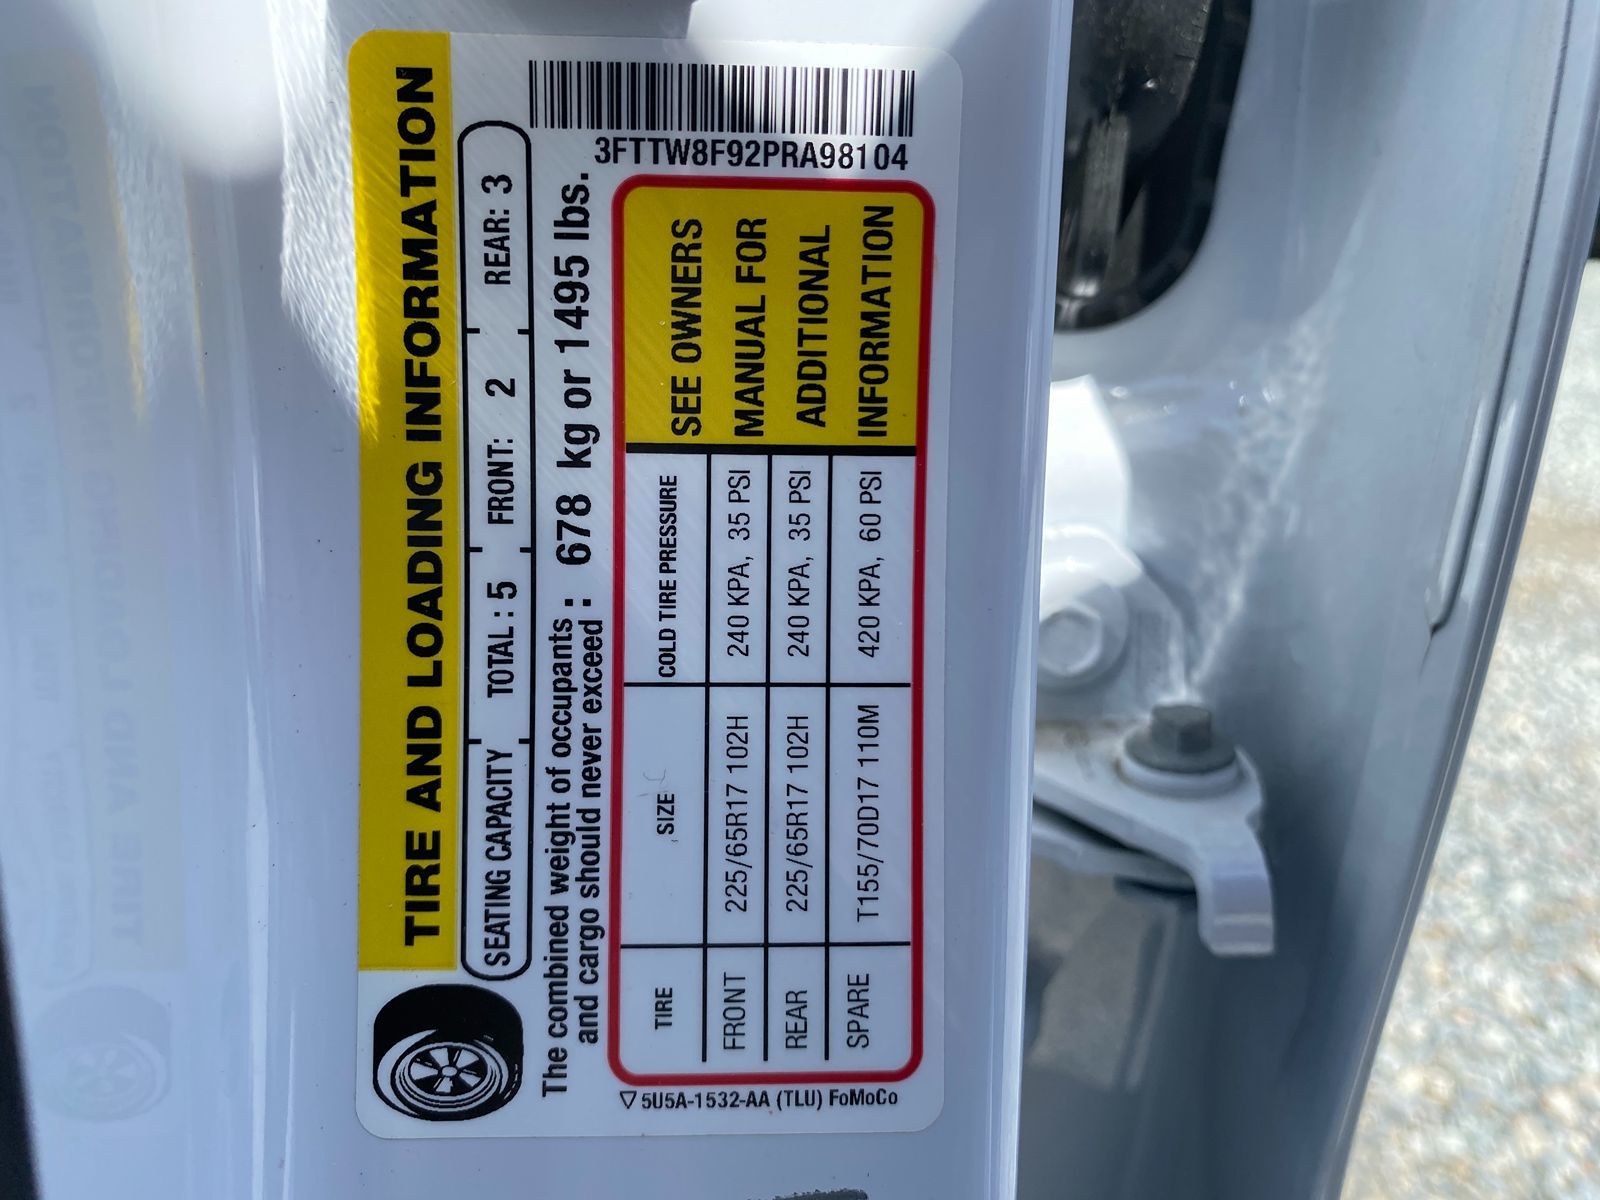 TIRE AND LOADING INFORMATION
SEATING CAPACITY TOTAL : 5 FRONT: 2 REAR: 3
The combined weight of occupants : 678 kg or 1495 lbs.
and cargo should never exceed :
3FTTW8F92PRA98104
TIRE SIZE COLD TIRE PRESSURE
FRONT 225/65R17 102H 240 KPA, 35 PSI
REAR 225/65R17 102H 240 KPA, 35 PSI
SPARE T155/70D17 110M 420 KPA, 60 PSI
SEE OWNERS
MANUAL FOR
ADDITIONAL
INFORMATION
5U5A-1532-AA (TLU) FoMoCo